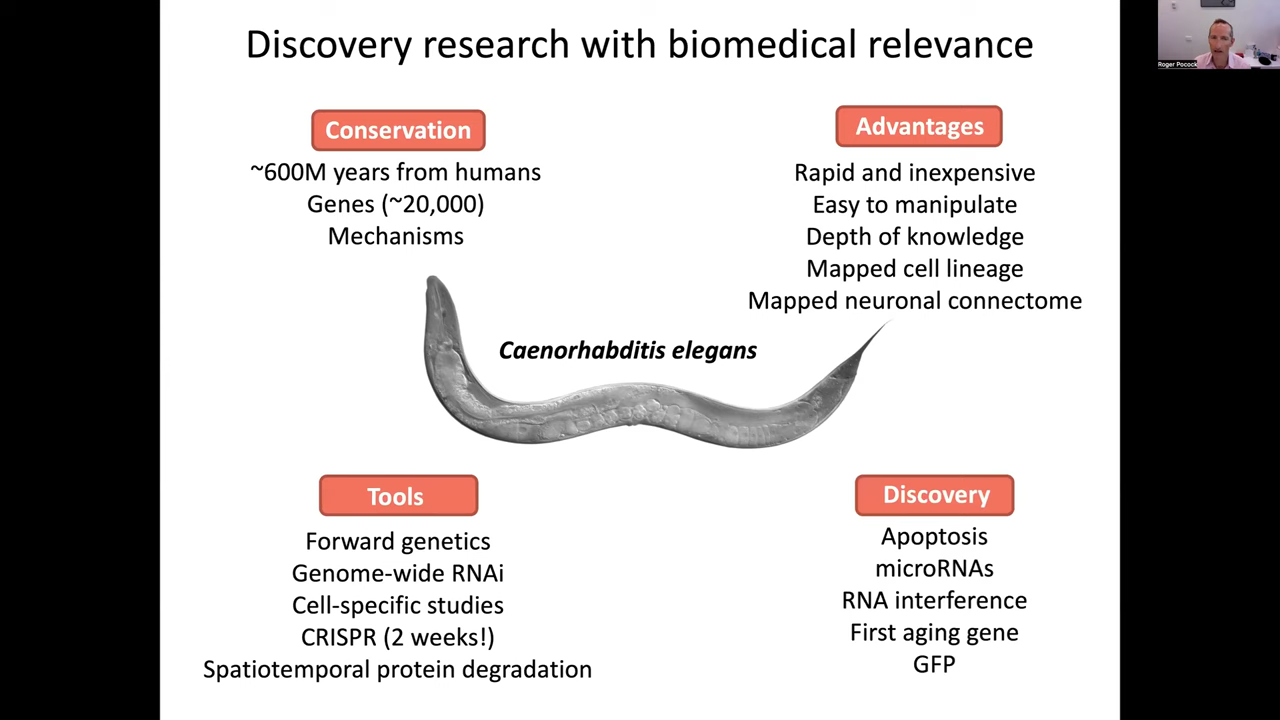 Discovery research with biomedical relevance
Roger Pocock
Conservation
~600M years from humans
Genes (~20,000)
Mechanisms
Advantages
Rapid and inexpensive
Easy to manipulate
Depth of knowledge
Mapped cell lineage
Mapped neuronal connectome
Caenorhabditis elegans
Tools
Forward genetics
Genome-wide RNAi
Cell-specific studies
CRISPR (2 weeks!)
Spatiotemporal protein degradation
Discovery
Apoptosis
microRNAs
RNA interference
First aging gene
GFP